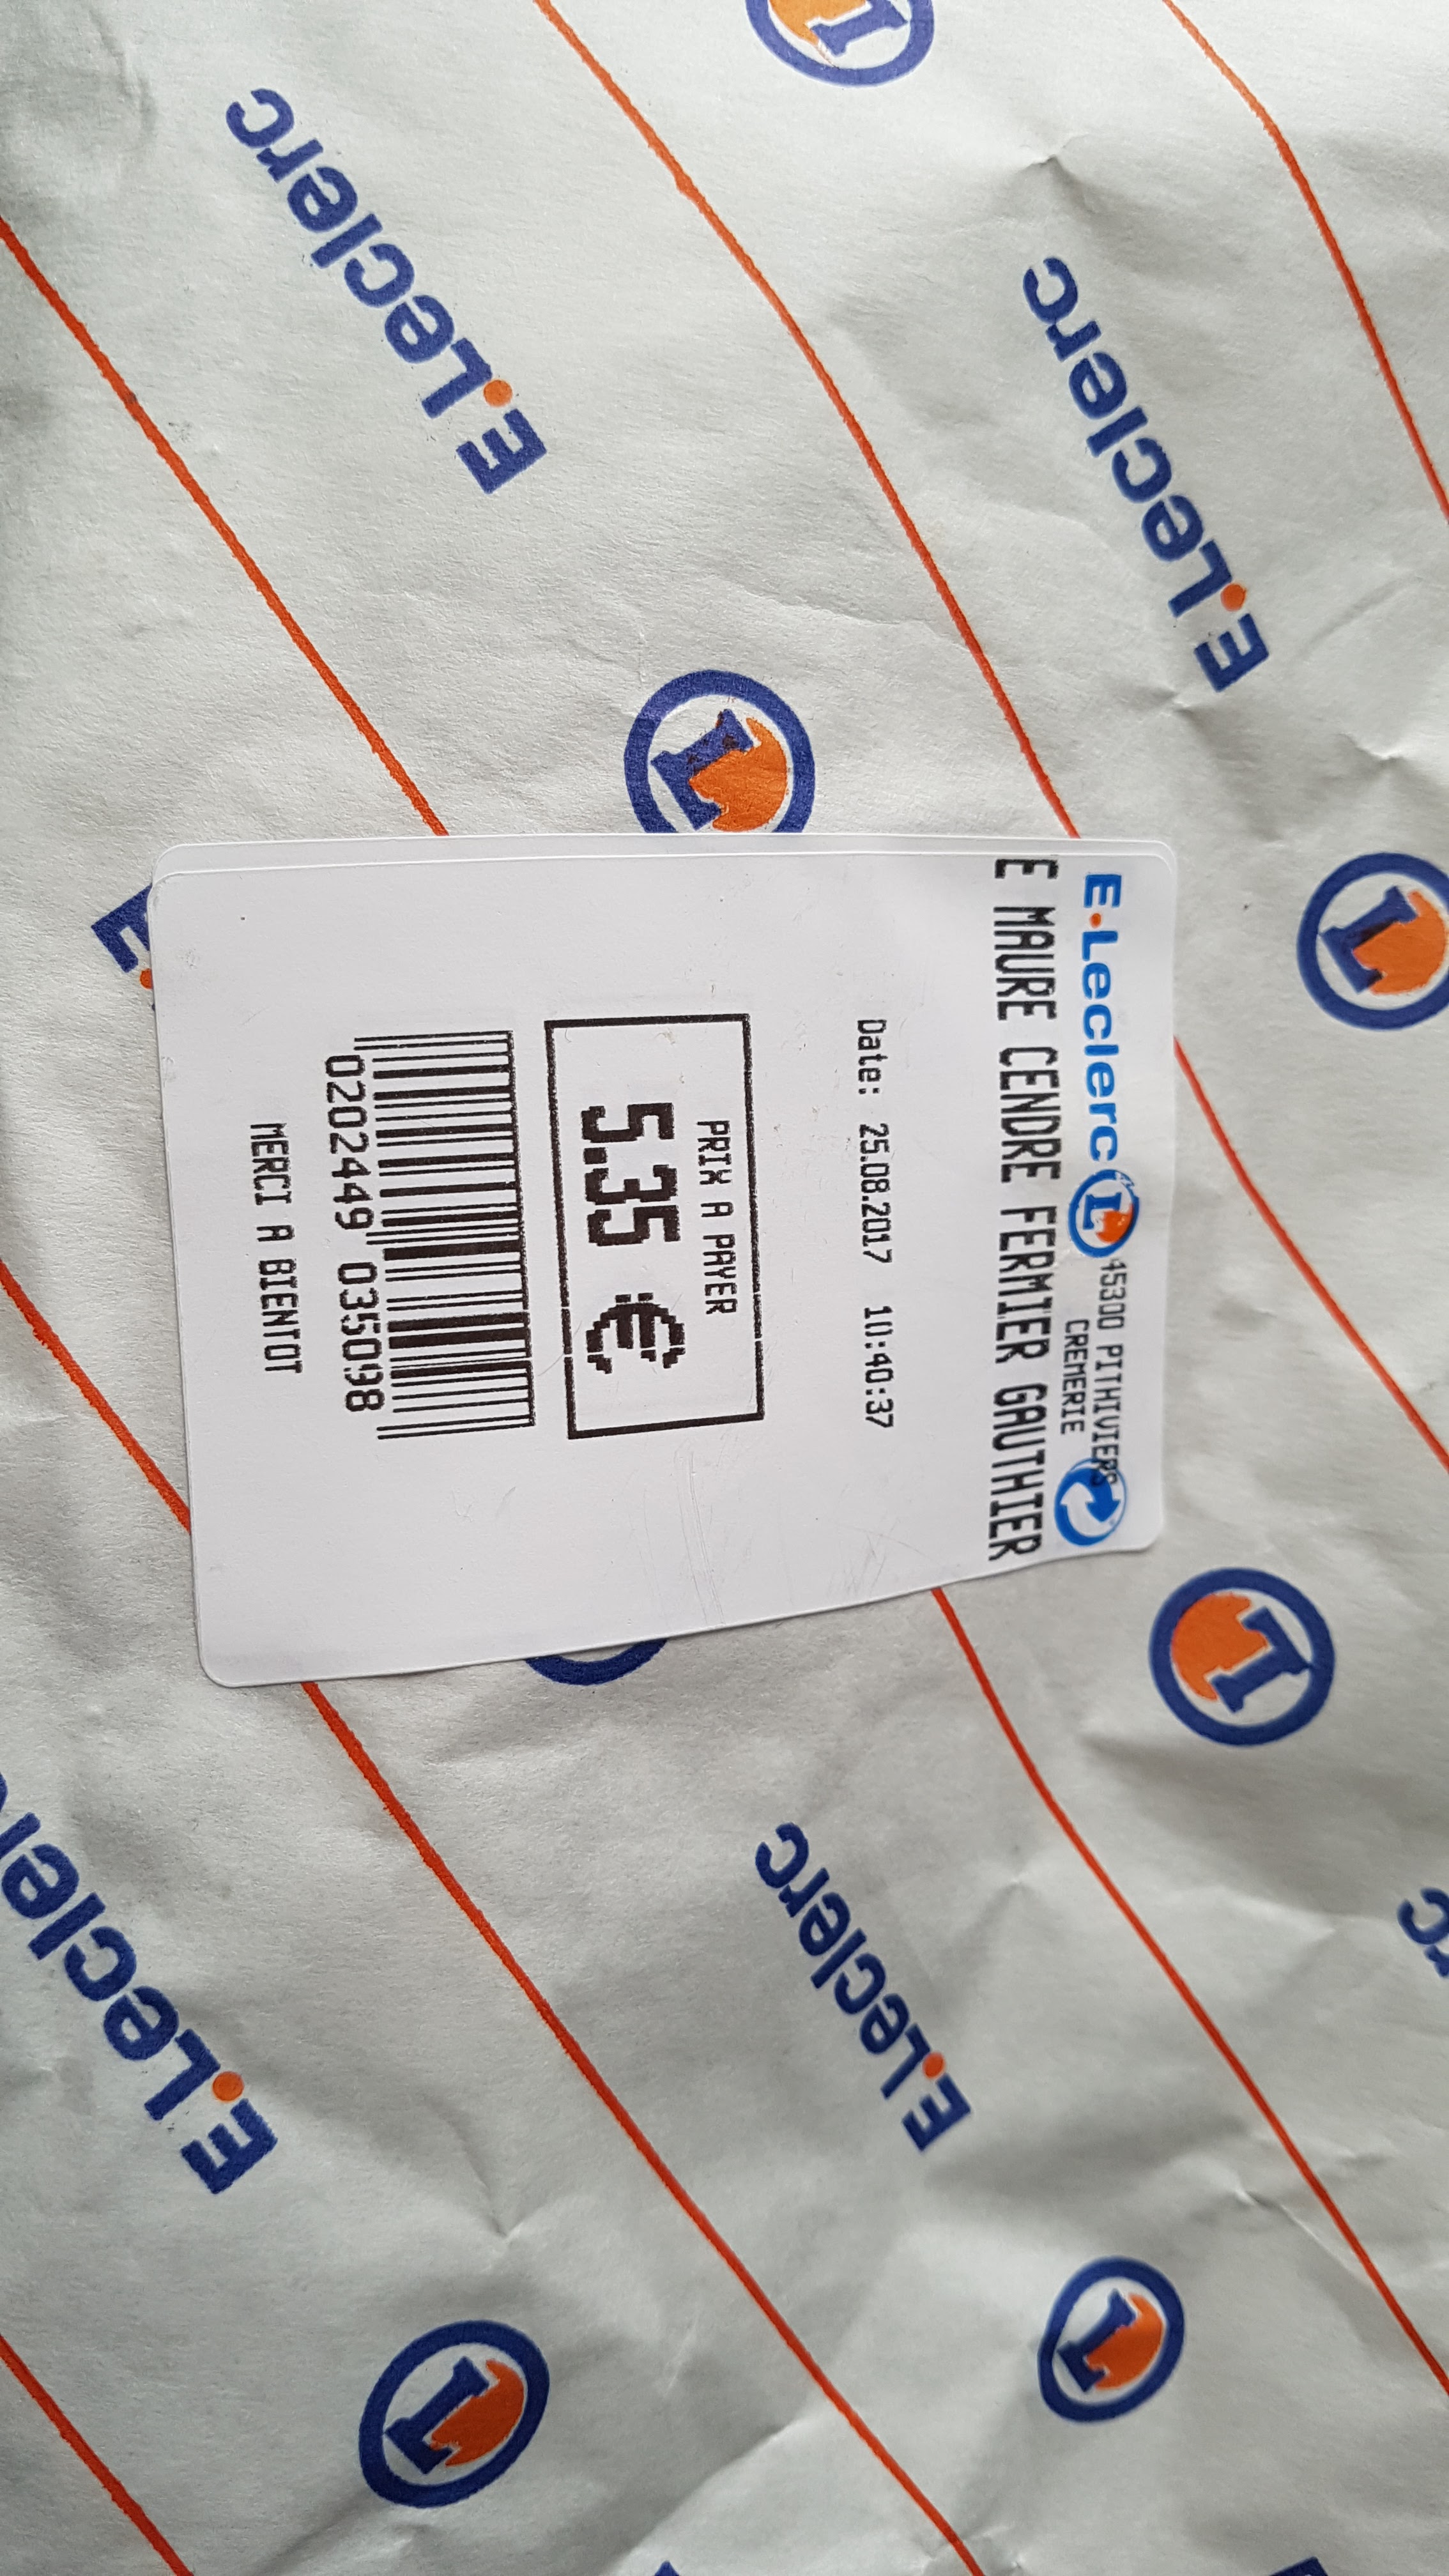 E.Leclerc L 45300 PITHIVIERS
CREMERIE
E MAURE CENDRE FERMIER GAUTHIER
Date: 25.08.2017 10:40:37
PRIX A PAYER
5.35 €
0202449 035098
MERCI A BIENTOT
E.Leclerc
E.Leclerc
E.Leclerc
E.Leclerc